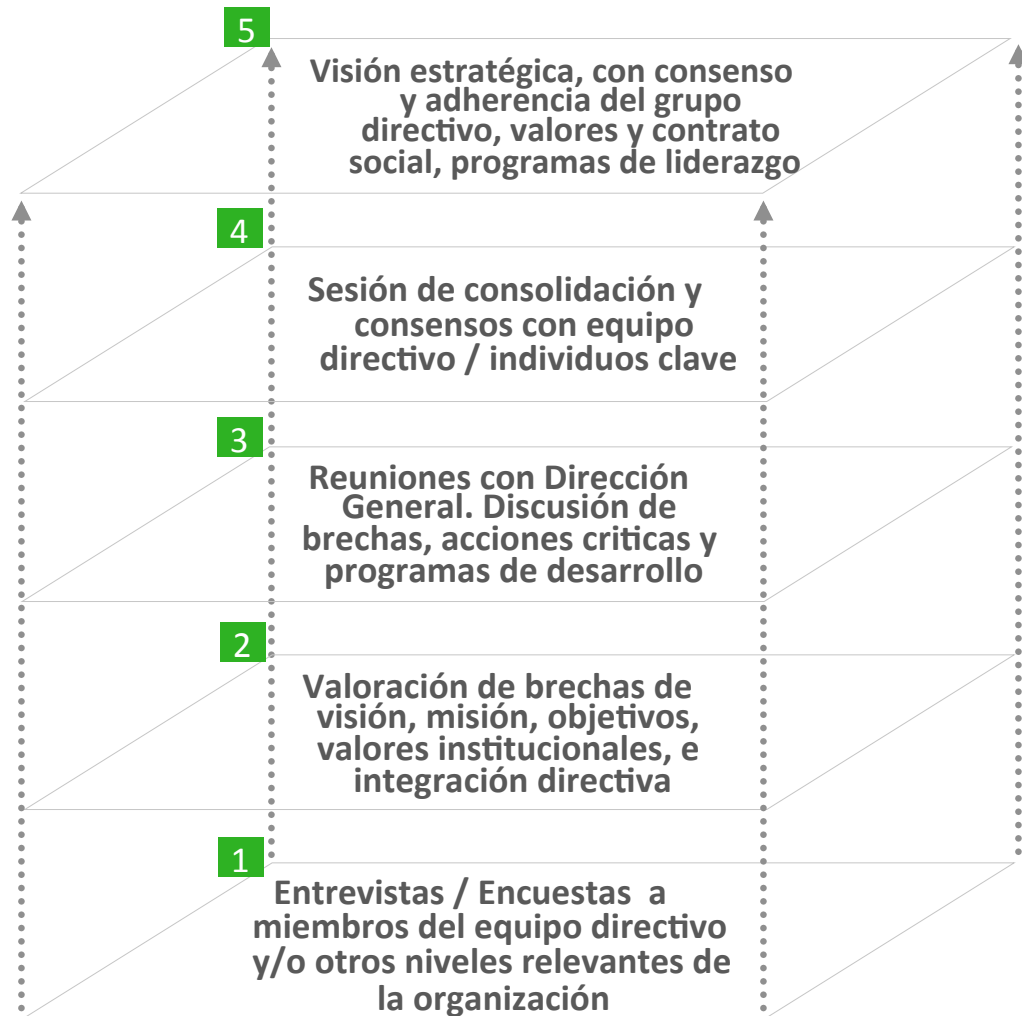 5
Visión estratégica, con consenso
y adherencia del grupo
directivo, valores y contrato
social, programas de liderazgo
4
Sesión de consolidación y
consensos con equipo
directivo / individuos clave
3
Reuniones con Dirección
General. Discusión de
brechas, acciones criticas y
programas de desarrollo
2
Valoración de brechas de
visión, misión, objetivos,
valores institucionales, e
integración directiva
1
Entrevistas / Encuestas  a
miembros del equipo directivo
y/o otros niveles relevantes de
la organización